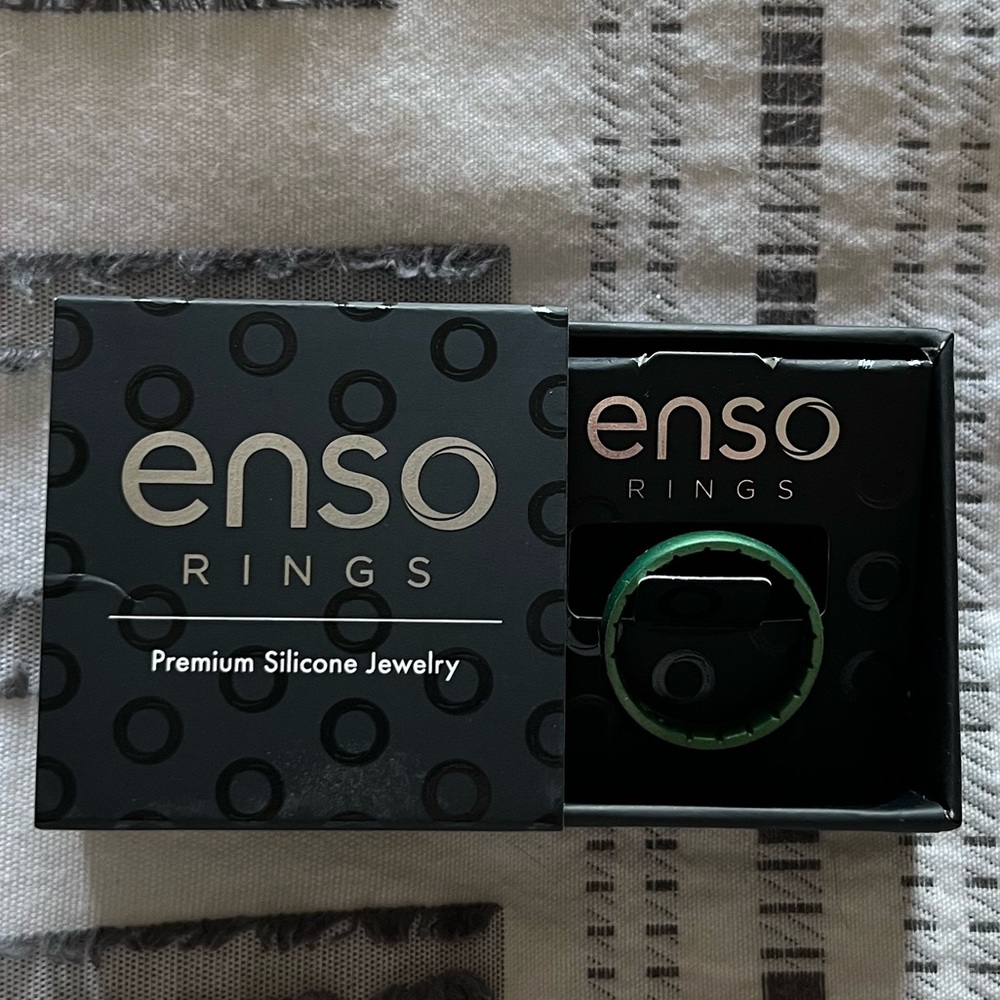 enso
RINGS
Premium Silicone Jewelry
enso
RINGS